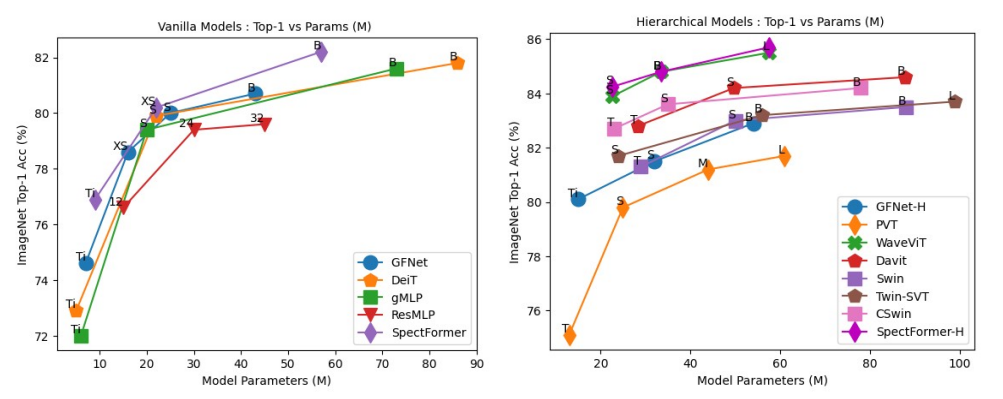 Vanilla Models : Top-1 vs Params (M)
ImageNet Top-1 Acc (%)
82
80
78
76
74
72
B
B
B
XS
S
S
B
S
24
32
XS
Ti
12
Ti
Ti
Ti
GFNet
DeiT
gMLP
ResMLP
SpectFormer
10 20 30 40 50 60 70 80 90
Model Parameters (M)
Hierarchical Models : Top-1 vs Params (M)
ImageNet Top-1 Acc (%)
86
84
82
80
78
76
L
B
S
S
B
B
S
T
T
B
B
L
S
B
S
T
S
M
L
Ti
S
T
GFNet-H
PVT
WaveViT
Davit
Swin
Twin-SVT
CSwin
SpectFormer-H
20 40 60 80 100
Model Parameters (M)